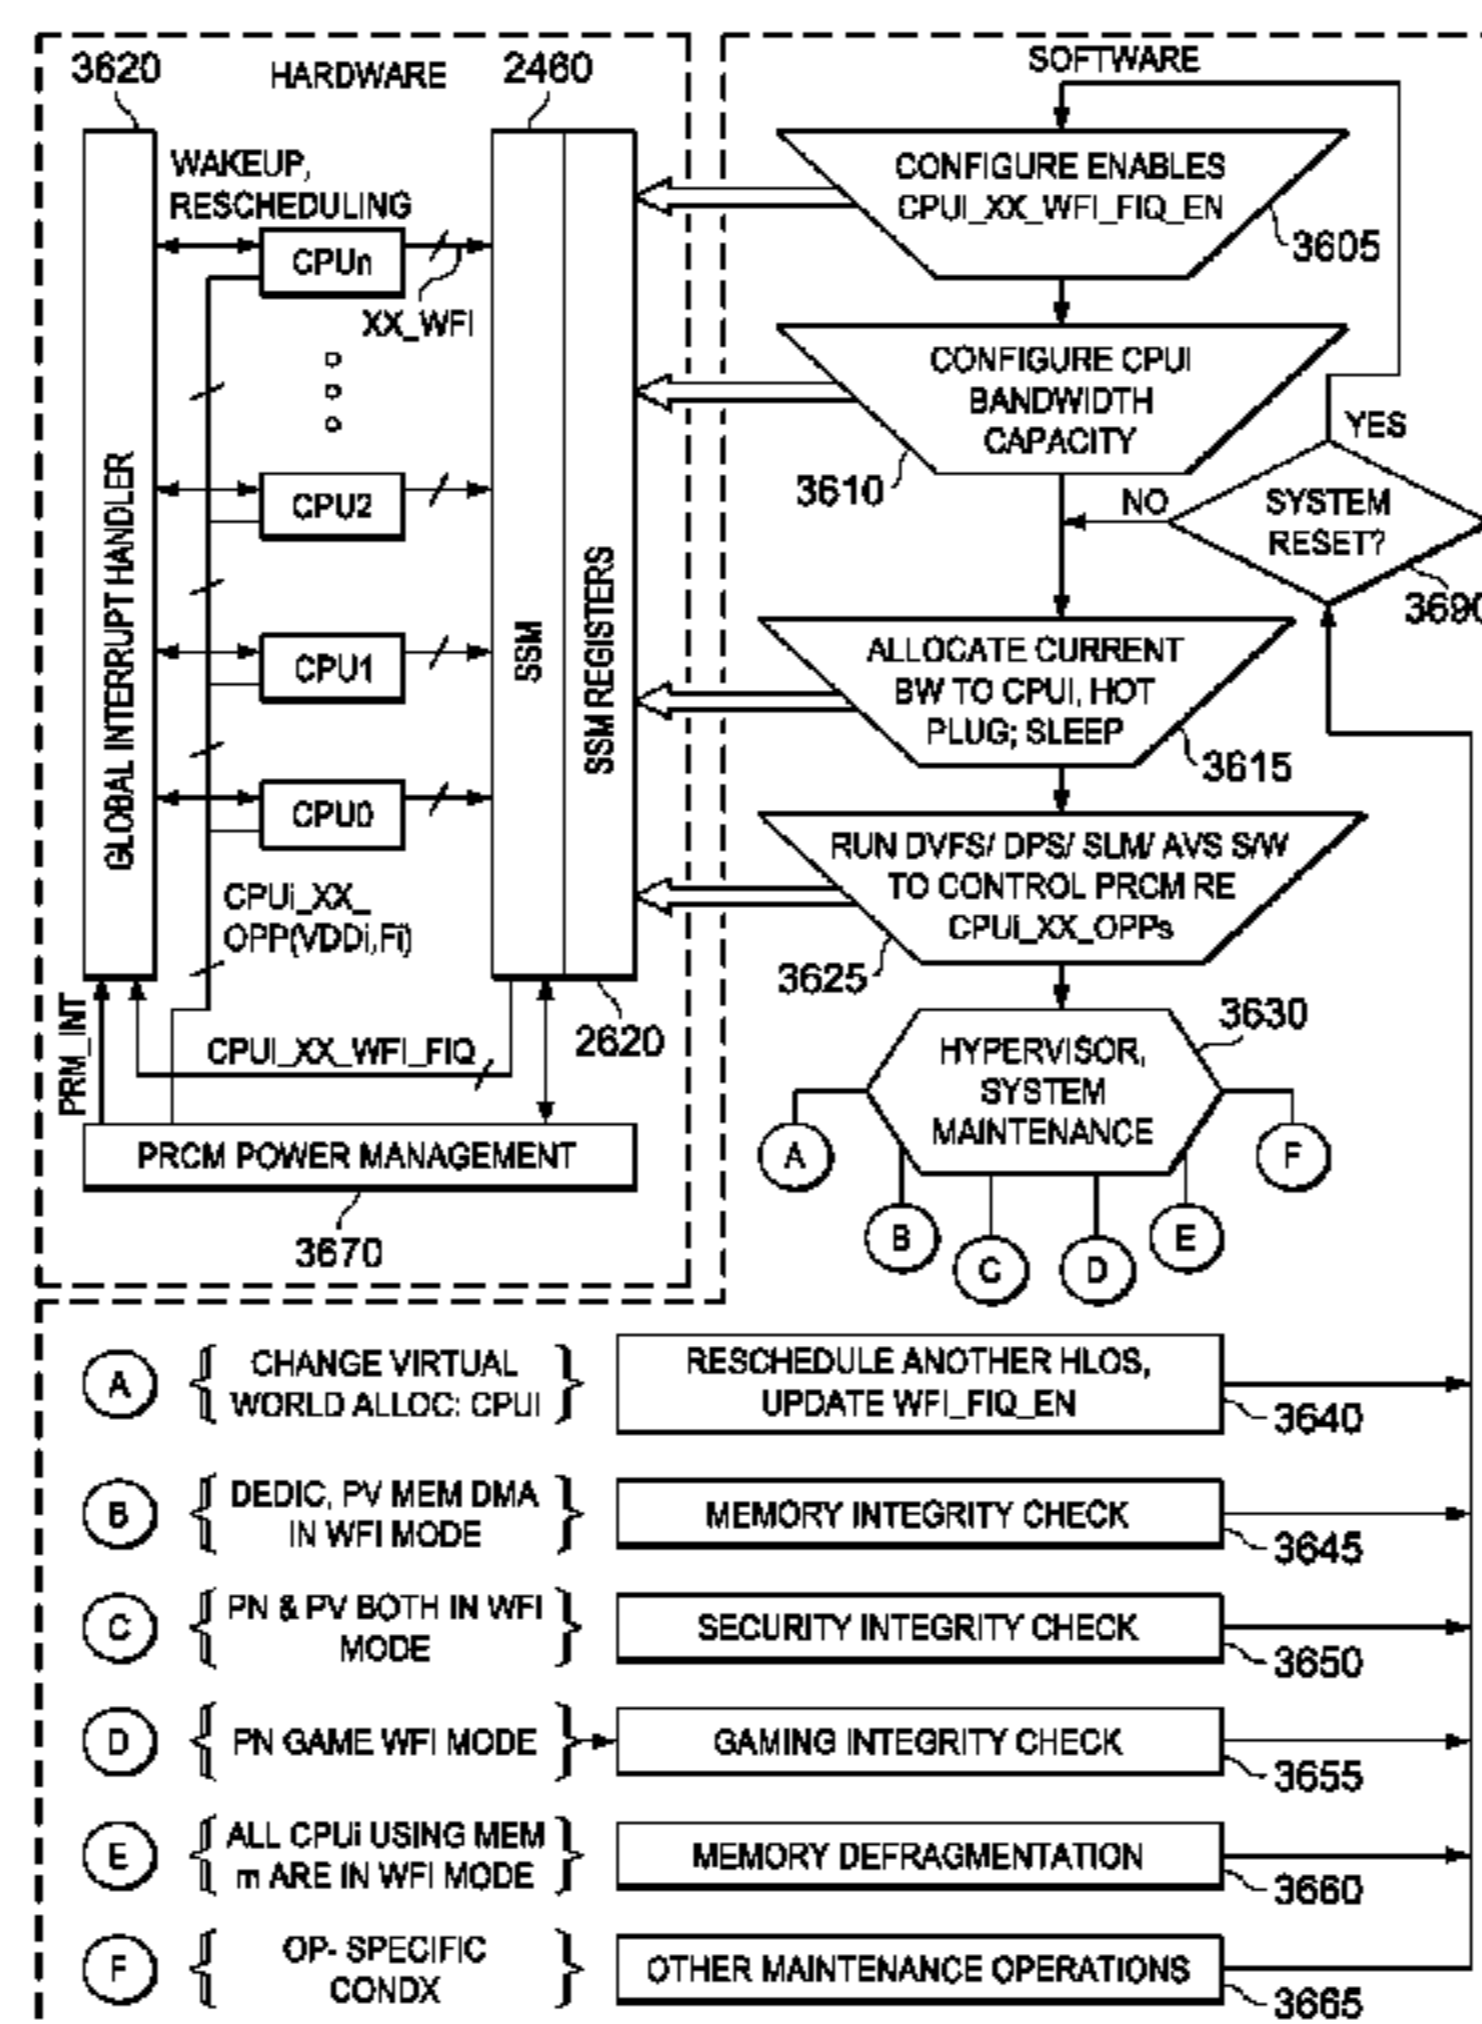 3620
HARDWARE
2460
WAKEUP,
RESCHEDULING
CPUn
XX_WFI
CPU2
CPU1
CPU0
GLOBAL INTERRUPT HANDLER
SSM
SSM REGISTERS
CPUi_XX_
OPP(VDDi,Fi)
PRM_INT
CPUI_XX_WFI_FIQ
2620
PRCM POWER MANAGEMENT
3670
SOFTWARE
CONFIGURE ENABLES
CPUI_XX_WFI_FIQ_EN
3605
CONFIGURE CPUI
BANDWIDTH
CAPACITY
3610
YES
NO
SYSTEM
RESET?
3690
ALLOCATE CURRENT
BW TO CPUI, HOT
PLUG; SLEEP
3615
RUN DVFS/ DPS/ SLM/ AVS S/W
TO CONTROL PRCM RE
CPUi_XX_OPPs
3625
3630
HYPERVISOR,
SYSTEM
MAINTENANCE
A
B
C
D
E
F
A
CHANGE VIRTUAL
WORLD ALLOC: CPUI
RESCHEDULE ANOTHER HLOS,
UPDATE WFI_FIQ_EN
3640
B
DEDIC, PV MEM DMA
IN WFI MODE
MEMORY INTEGRITY CHECK
3645
C
PN & PV BOTH IN WFI
MODE
SECURITY INTEGRITY CHECK
3650
D
PN GAME WFI MODE
GAMING INTEGRITY CHECK
3655
E
ALL CPUi USING MEM
m ARE IN WFI MODE
MEMORY DEFRAGMENTATION
3660
F
OP- SPECIFIC
CONDX
OTHER MAINTENANCE OPERATIONS
3665